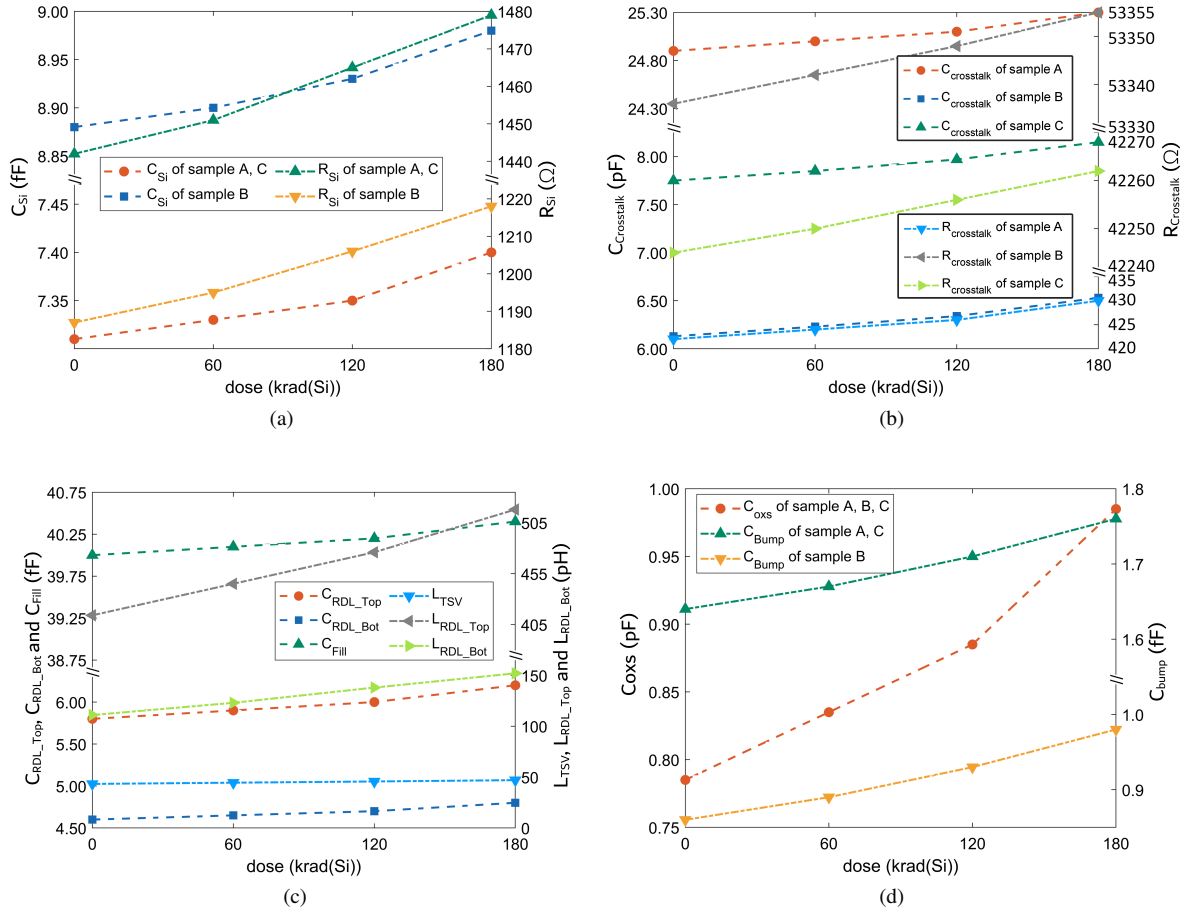 9.00
8.95
8.90
8.85
7.45
7.35
C_Si (fF)
C_Si of sample A, C
C_Si of sample B
R_Si of sample A, C
R_Si of sample B
1480
1470
1460
1450
1440
1220
1210
1200
1190
1180
R_Si (Ω)
0 60 120 180
dose (krad(Si))
(a)
25.30
24.80
24.30
8.00
7.50
7.00
6.50
6.00
C_Crosstalk (pF)
C_crosstalk of sample A
C_crosstalk of sample B
C_crosstalk of sample C
R_crosstalk of sample A
R_crosstalk of sample B
R_crosstalk of sample C
53355
53350
53340
53330
42270
42260
42250
42240
435
430
425
420
R_Crosstalk (Ω)
0 60 120 180
dose (krad(Si))
(b)
40.75
40.25
39.75
39.25
38.75
6.00
5.50
5.00
4.50
C_RDL_Top, C_RDL_Bot and C_Fill (fF)
C_RDL_Top
C_RDL_Bot
C_Fill
L_TSV
L_RDL_Top
L_RDL_Bot
505
455
405
150
100
50
0
L_TSV, L_RDL_Top and L_RDL_Bot (pH)
0 60 120 180
dose (krad(Si))
(c)
1.00
0.95
0.90
0.85
0.80
0.75
Coxs (pF)
C_oxs of sample A, B, C
C_Bump of sample A, C
C_Bump of sample B
1.8
1.7
1.6
1.0
0.9
C_bump (fF)
0 60 120 180
dose (krad(Si))
(d)